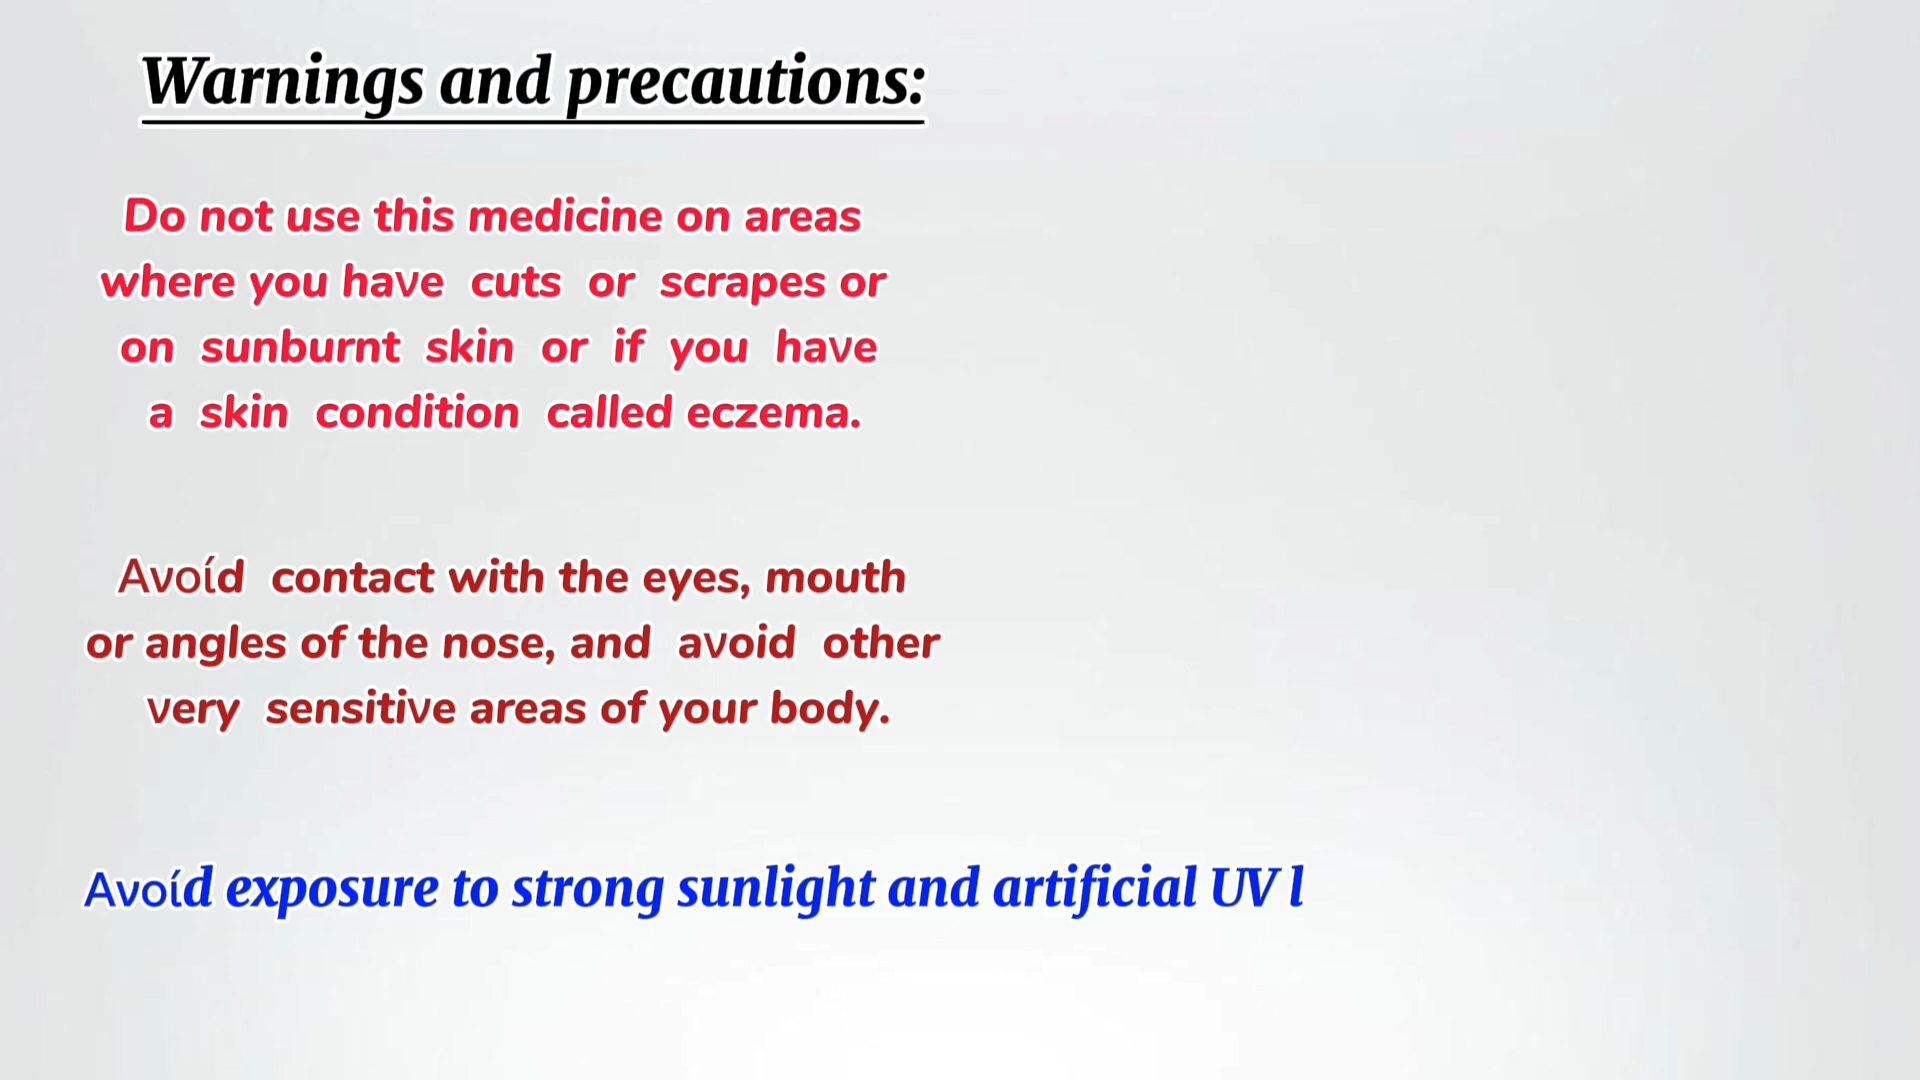 Warnings and precautions:
Do not use this medicine on areas
where you have cuts or scrapes or
on sunburnt skin or if you have
a skin condition called eczema.
Avoíd contact with the eyes, mouth
or angles of the nose, and avoid other
very sensitive areas of your body.
Avoíd exposure to strong sunlight and artificial UV l